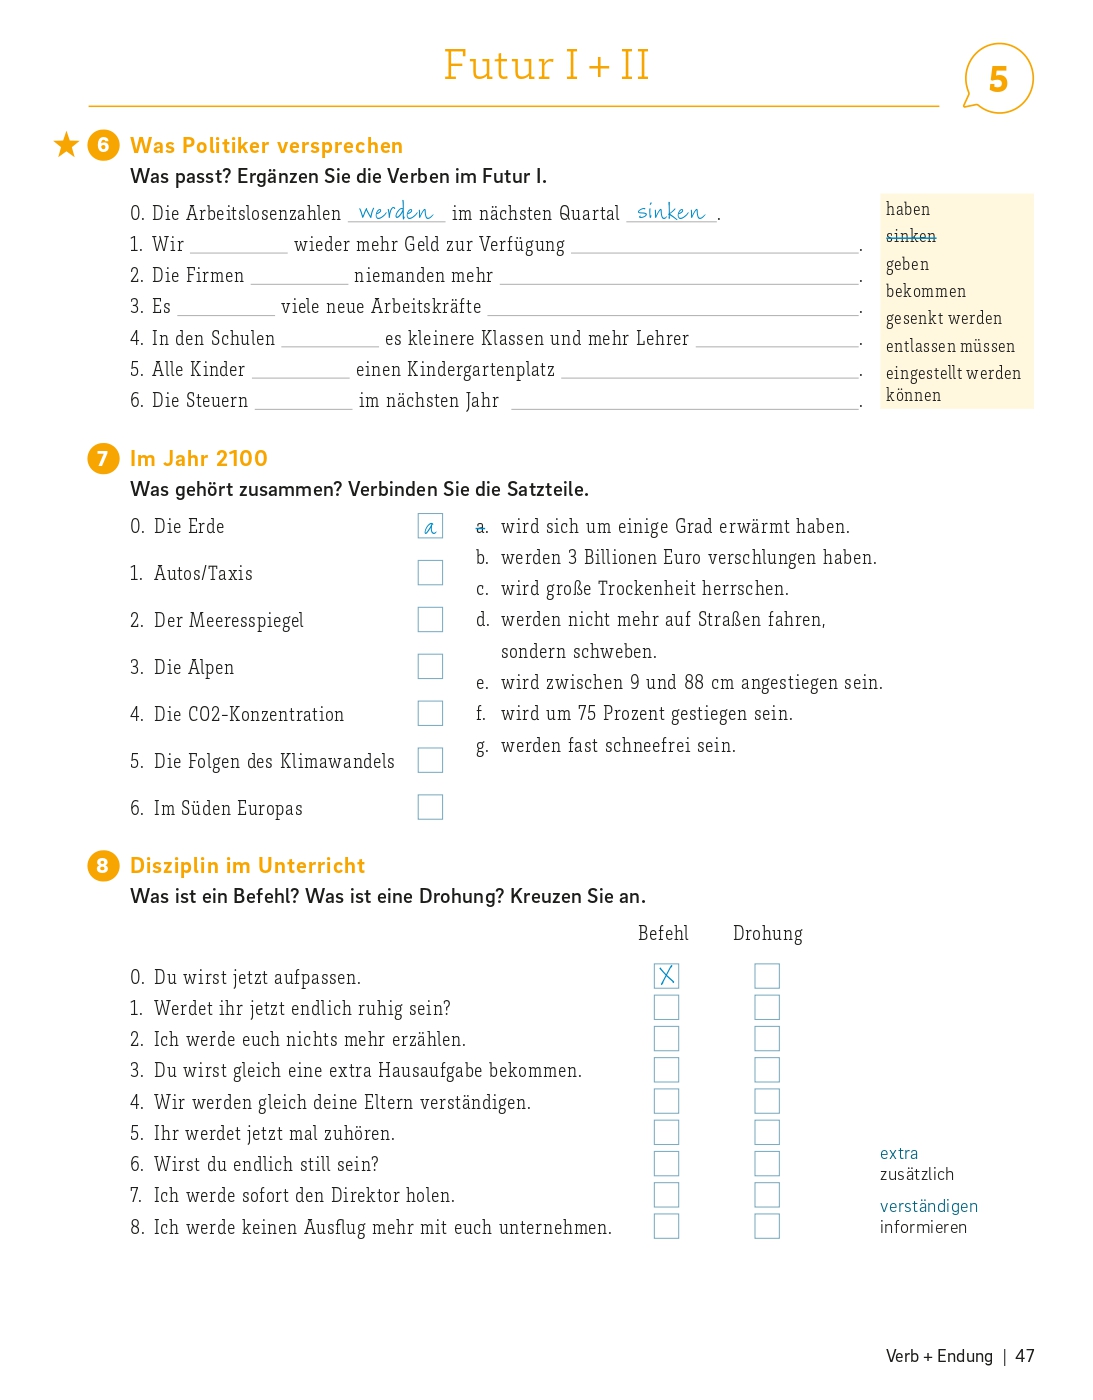 Futur I + II
5
6 Was Politiker versprechen
Was passt? Ergänzen Sie die Verben im Futur I.
0. Die Arbeitslosenzahlen werden im nächsten Quartal sinken.
1. Wir __________ wieder mehr Geld zur Verfügung __________.
2. Die Firmen __________ niemanden mehr __________.
3. Es __________ viele neue Arbeitskräfte __________.
4. In den Schulen __________ es kleinere Klassen und mehr Lehrer __________.
5. Alle Kinder __________ einen Kindergartenplatz __________.
6. Die Steuern __________ im nächsten Jahr __________.
haben
sinken
geben
bekommen
gesenkt werden
entlassen müssen
eingestellt werden
können
7 Im Jahr 2100
Was gehört zusammen? Verbinden Sie die Satzteile.
0. Die Erde a
1. Autos/Taxis
2. Der Meeresspiegel
3. Die Alpen
4. Die CO2-Konzentration
5. Die Folgen des Klimawandels
6. Im Süden Europas
a. wird sich um einige Grad erwärmt haben.
b. werden 3 Billionen Euro verschlungen haben.
c. wird große Trockenheit herrschen.
d. werden nicht mehr auf Straßen fahren,
sondern schweben.
e. wird zwischen 9 und 88 cm angestiegen sein.
f. wird um 75 Prozent gestiegen sein.
g. werden fast schneefrei sein.
8 Disziplin im Unterricht
Was ist ein Befehl? Was ist eine Drohung? Kreuzen Sie an.
Befehl Drohung
0. Du wirst jetzt aufpassen. X
1. Werdet ihr jetzt endlich ruhig sein?
2. Ich werde euch nichts mehr erzählen.
3. Du wirst gleich eine extra Hausaufgabe bekommen.
4. Wir werden gleich deine Eltern verständigen.
5. Ihr werdet jetzt mal zuhören.
6. Wirst du endlich still sein?
7. Ich werde sofort den Direktor holen.
8. Ich werde keinen Ausflug mehr mit euch unternehmen.
extra
zusätzlich
verständigen
informieren
Verb + Endung | 47